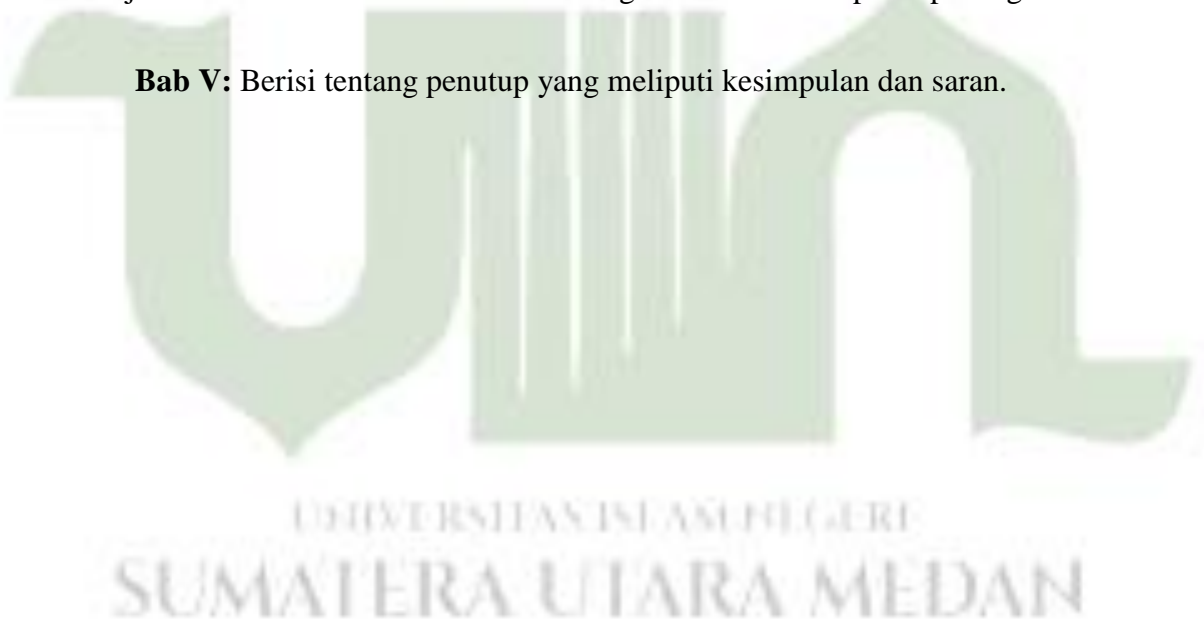 Bab V: Berisi tentang penutup yang meliputi kesimpulan dan saran.
UNIVERSITAS ISLAM NEGERI
SUMATERA UTARA MEDAN